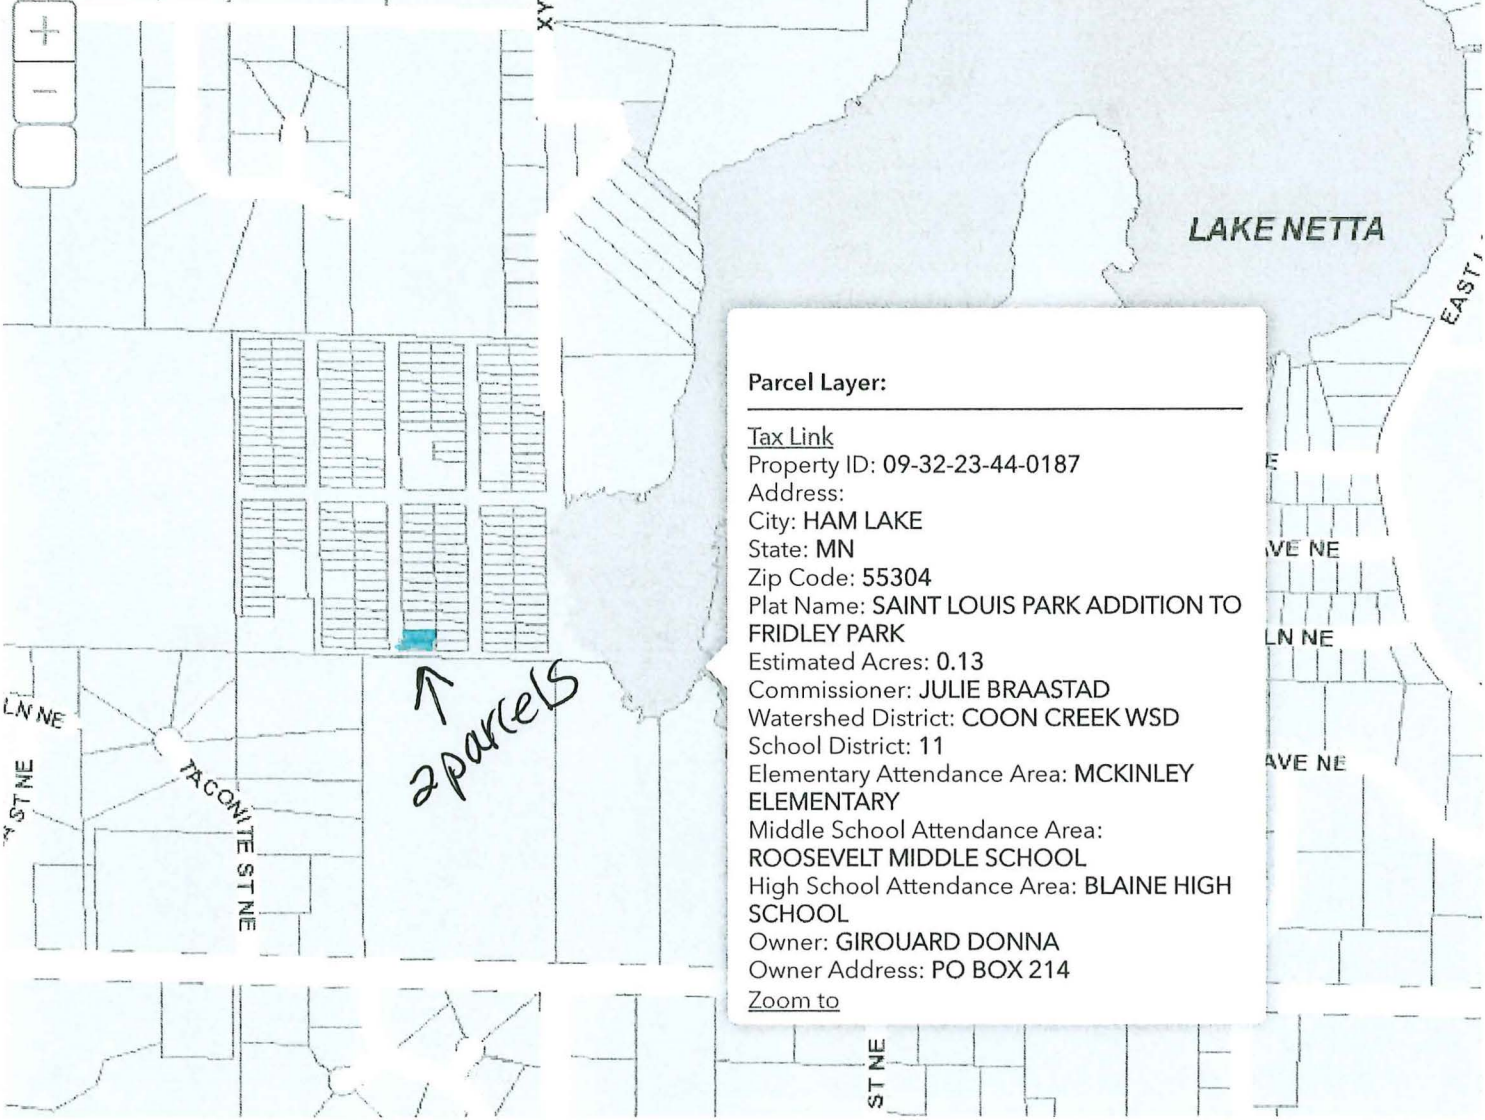 +
−
XY
LAKE NETTA
EAST
Parcel Layer:
Tax Link
Property ID: 09-32-23-44-0187
Address:
City: HAM LAKE
State: MN
Zip Code: 55304
Plat Name: SAINT LOUIS PARK ADDITION TO
FRIDLEY PARK
Estimated Acres: 0.13
Commissioner: JULIE BRAASTAD
Watershed District: COON CREEK WSD
School District: 11
Elementary Attendance Area: MCKINLEY
ELEMENTARY
Middle School Attendance Area:
ROOSEVELT MIDDLE SCHOOL
High School Attendance Area: BLAINE HIGH
SCHOOL
Owner: GIROUARD DONNA
Owner Address: PO BOX 214
Zoom to
E
AVE NE
LN NE
AVE NE
2 parcels
LN NE
ST NE
TACONITE ST NE
ST NE